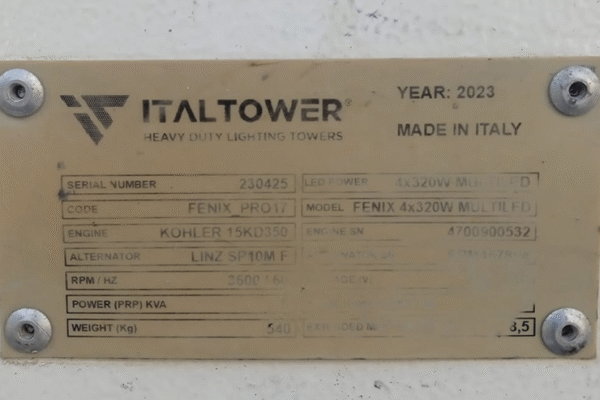 ITALTOWER®
HEAVY DUTY LIGHTING TOWERS
YEAR: 2023
MADE IN ITALY
SERIAL NUMBER 230425 LED POWER 4x320W MULTILED
CODE FENIX_PRO17 MODEL FENIX 4x320W MULTILED
ENGINE KOHLER 15KD350 ENGINE SN 4700900532
ALTERNATOR LINZ SP10M F
RPM / HZ 3600 / 60
POWER (PRP) KVA
WEIGHT (Kg) 540 8,5